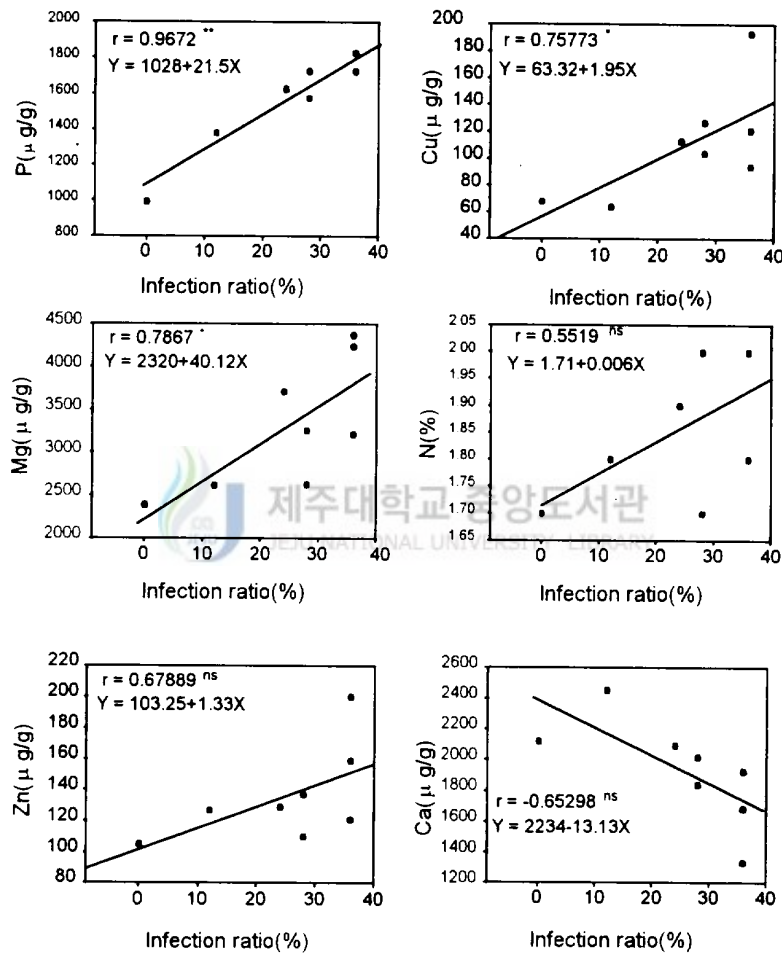 2000
1800
1600
1400
1200
1000
800
P(μ g/g)
r = 0.9672 **
Y = 1028+21.5X
0 10 20 30 40
Infection ratio(%)
200
180
160
140
120
100
80
60
40
Cu(μ g/g)
r = 0.75773 *
Y = 63.32+1.95X
0 10 20 30 40
Infection ratio(%)
4500
4000
3500
3000
2500
2000
Mg(μ g/g)
r = 0.7867 *
Y = 2320+40.12X
0 10 20 30 40
Infection ratio(%)
2.05
2.00
1.95
1.90
1.85
1.80
1.75
1.70
1.65
N(%)
r = 0.5519 ns
Y = 1.71+0.006X
0 10 20 30 40
Infection ratio(%)
제주대학교 중앙도서관
JEJU NATIONAL UNIVERSITY LIBRARY
220
200
180
160
140
120
100
80
Zn(μ g/g)
r = 0.67889 ns
Y = 103.25+1.33X
0 10 20 30 40
Infection ratio(%)
2600
2400
2200
2000
1800
1600
1400
1200
Ca(μ g/g)
r = -0.65298 ns
Y = 2234-13.13X
0 10 20 30 40
Infection ratio(%)